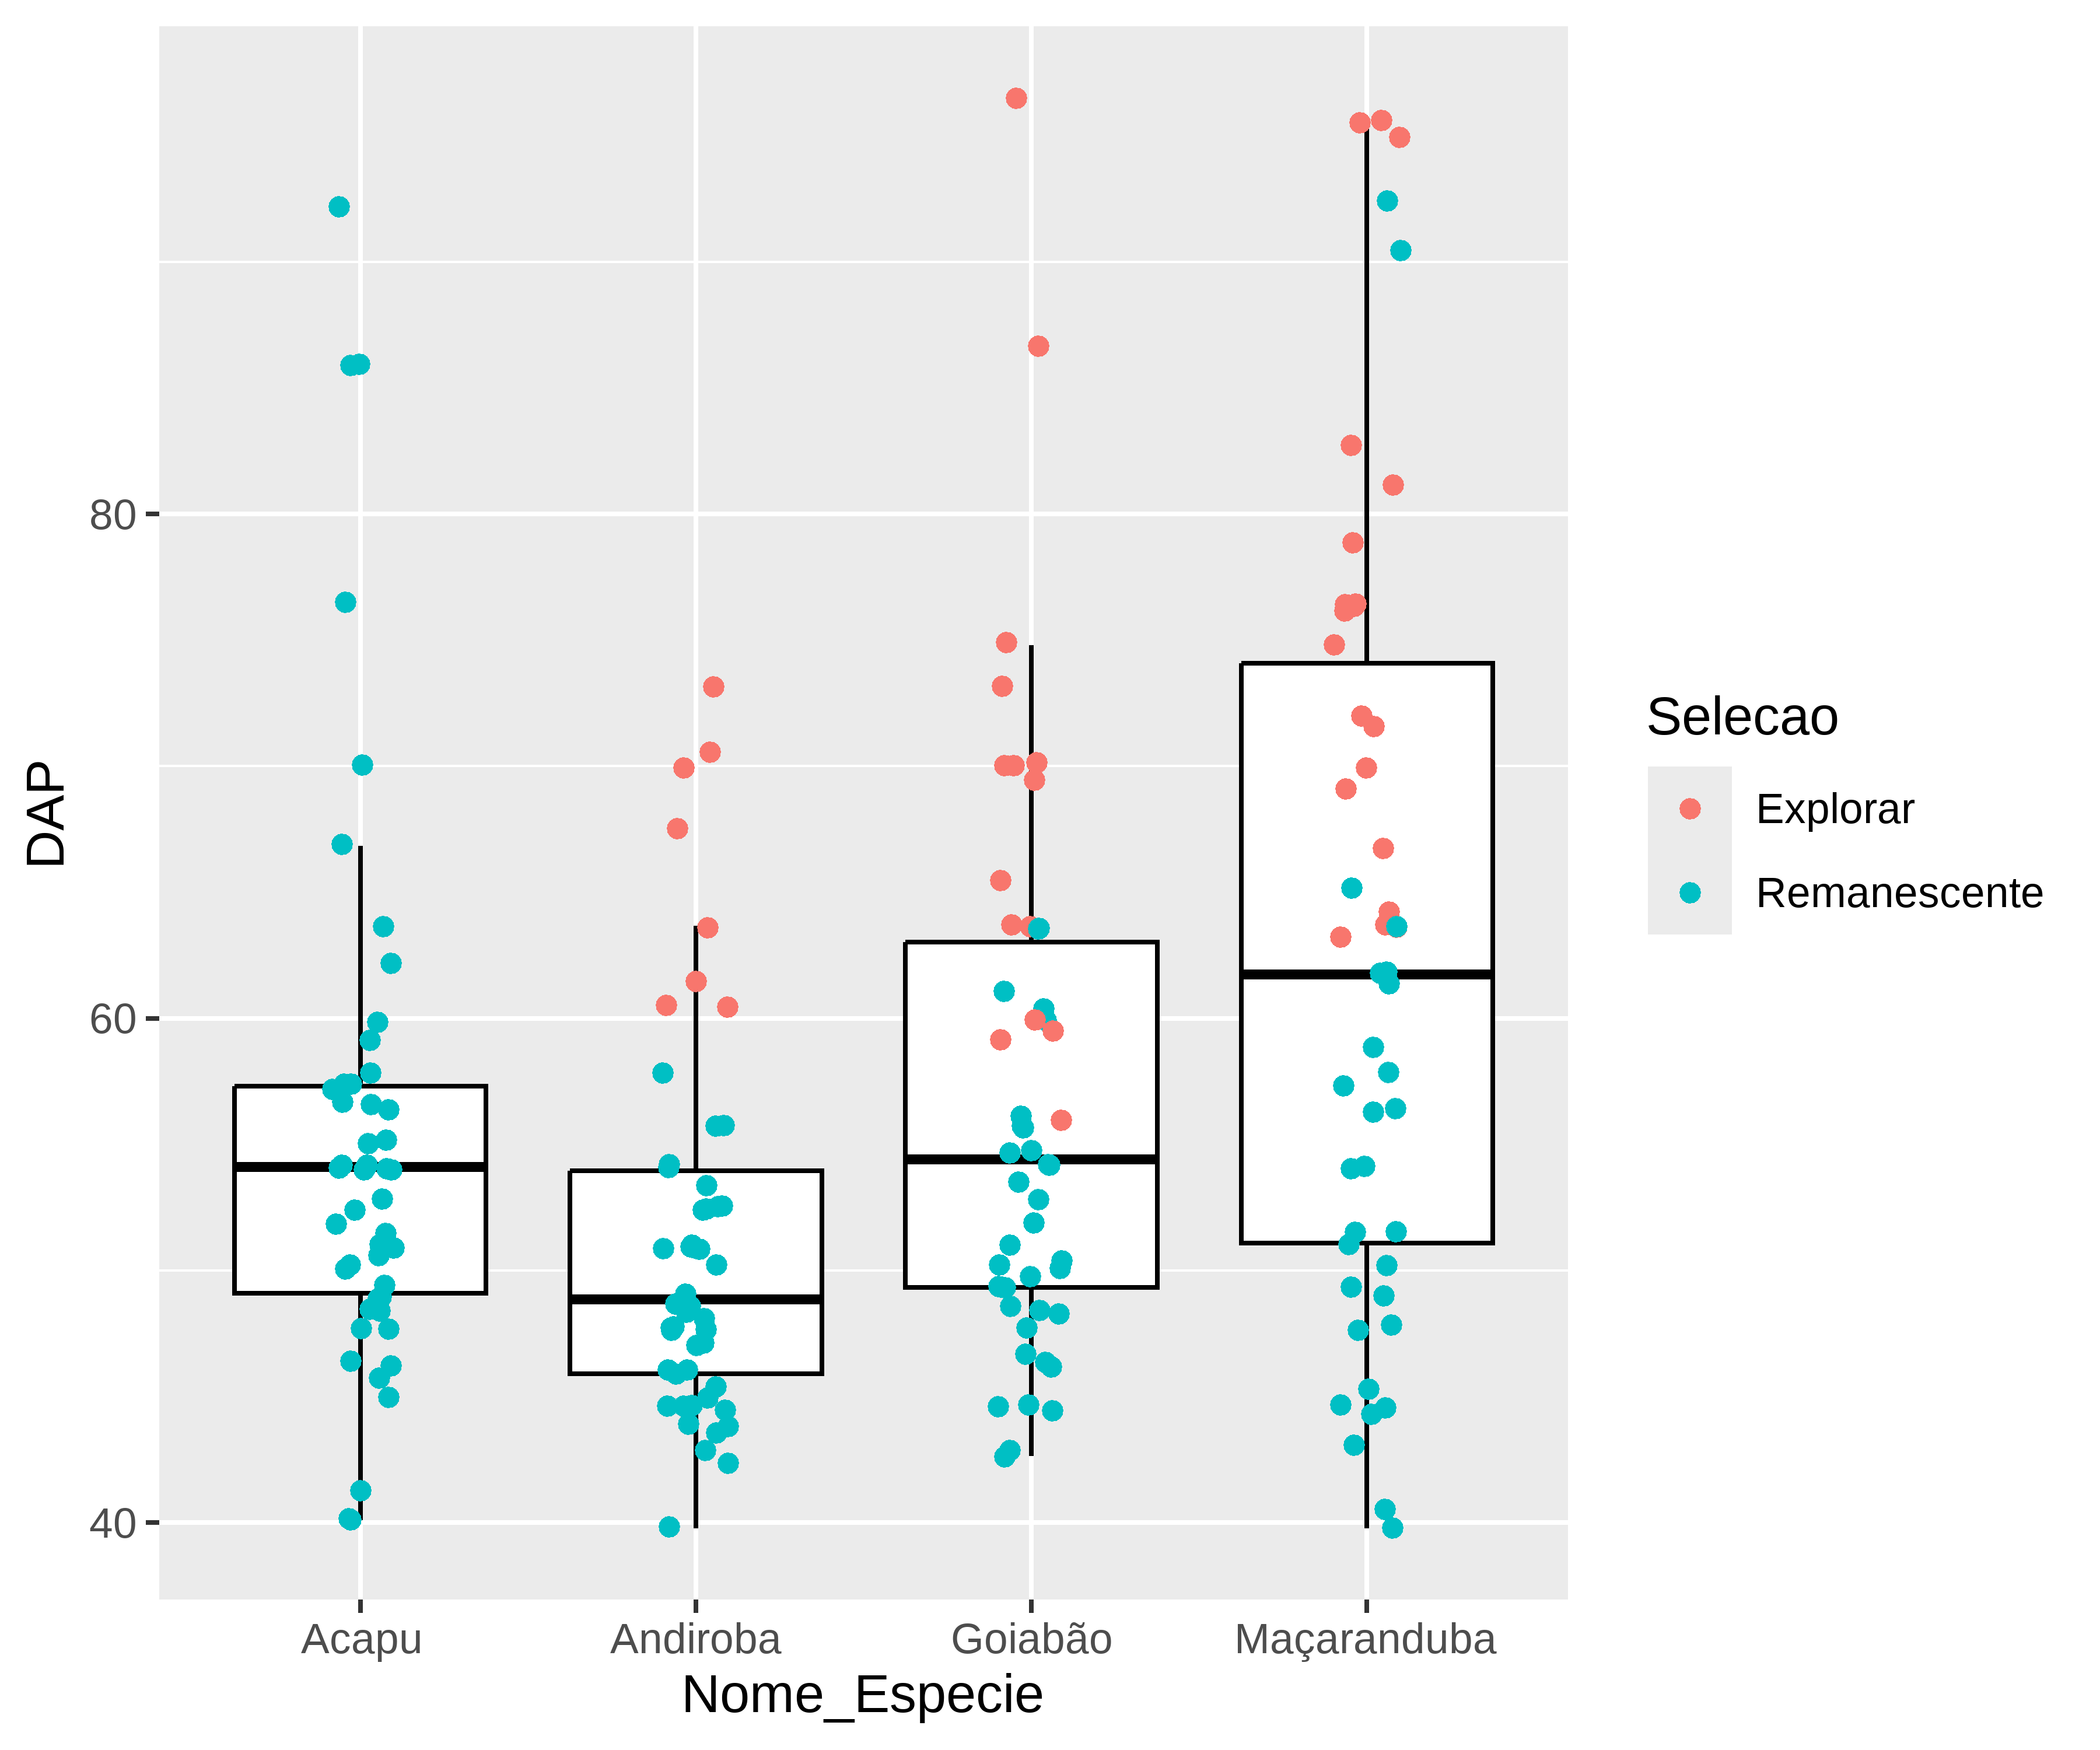 DAP
80
60
40
Acapu
Andiroba
Goiabão
Maçaranduba
Nome_Especie
Selecao
Explorar
Remanescente